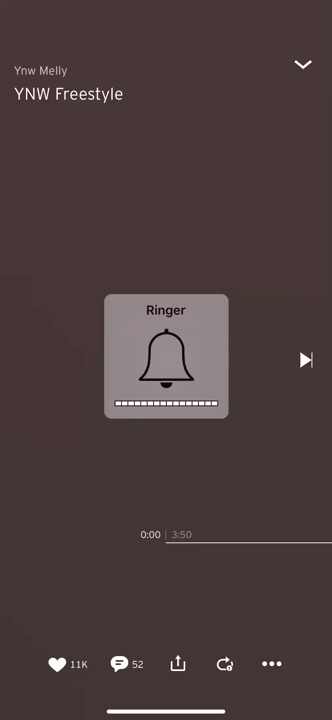 Ynw Melly
YNW Freestyle
Ringer
0:00 | 3:50
11K
52